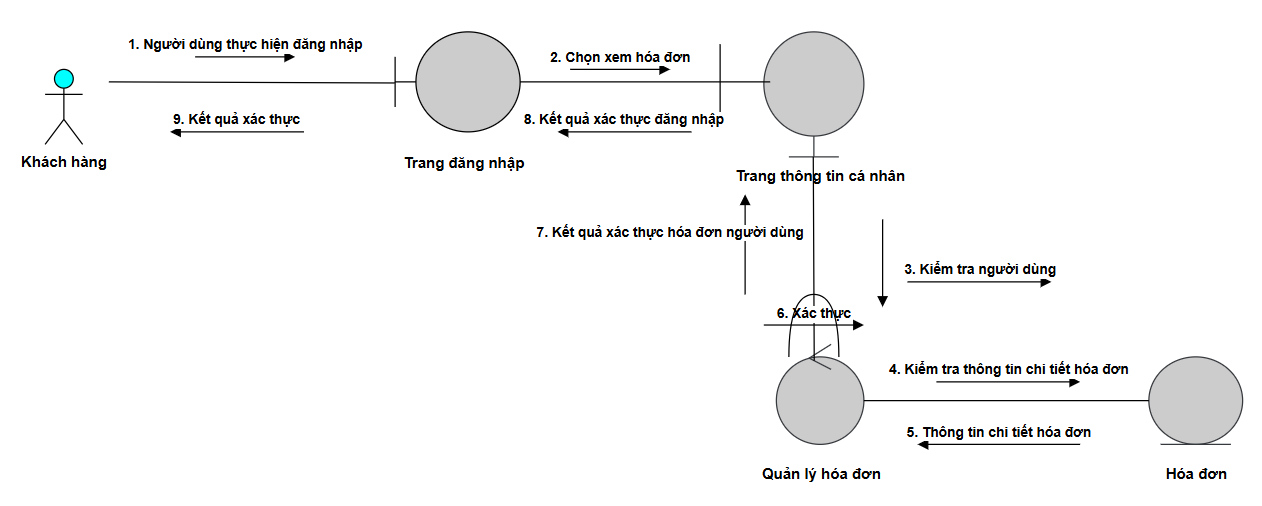 1. Người dùng thực hiện đăng nhập
2. Chọn xem hóa đơn
9. Kết quả xác thực
8. Kết quả xác thực đăng nhập
Khách hàng
Trang đăng nhập
Trang thông tin cá nhân
7. Kết quả xác thực hóa đơn người dùng
3. Kiểm tra người dùng
6. Xác thực
4. Kiểm tra thông tin chi tiết hóa đơn
5. Thông tin chi tiết hóa đơn
Quản lý hóa đơn
Hóa đơn